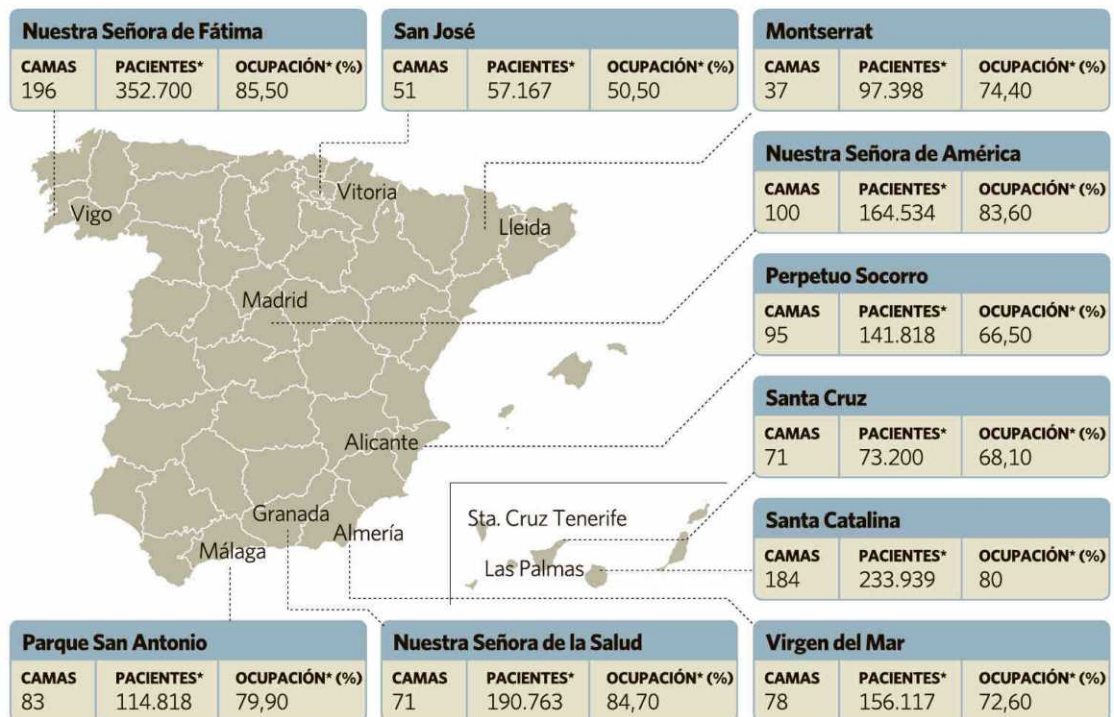 Nuestra Señora de Fátima
CAMAS PACIENTES* OCUPACIÓN* (%)
196 352.700 85,50
San José
CAMAS PACIENTES* OCUPACIÓN* (%)
51 57.167 50,50
Montserrat
CAMAS PACIENTES* OCUPACIÓN* (%)
37 97.398 74,40
Nuestra Señora de América
CAMAS PACIENTES* OCUPACIÓN* (%)
100 164.534 83,60
Perpetuo Socorro
CAMAS PACIENTES* OCUPACIÓN* (%)
95 141.818 66,50
Santa Cruz
CAMAS PACIENTES* OCUPACIÓN* (%)
71 73.200 68,10
Santa Catalina
CAMAS PACIENTES* OCUPACIÓN* (%)
184 233.939 80
Vitoria
Vigo
Lleida
Madrid
Alicante
Granada
Almería
Málaga
Sta. Cruz Tenerife
Las Palmas
Parque San Antonio
CAMAS PACIENTES* OCUPACIÓN* (%)
83 114.818 79,90
Nuestra Señora de la Salud
CAMAS PACIENTES* OCUPACIÓN* (%)
71 190.763 84,70
Virgen del Mar
CAMAS PACIENTES* OCUPACIÓN* (%)
78 156.117 72,60